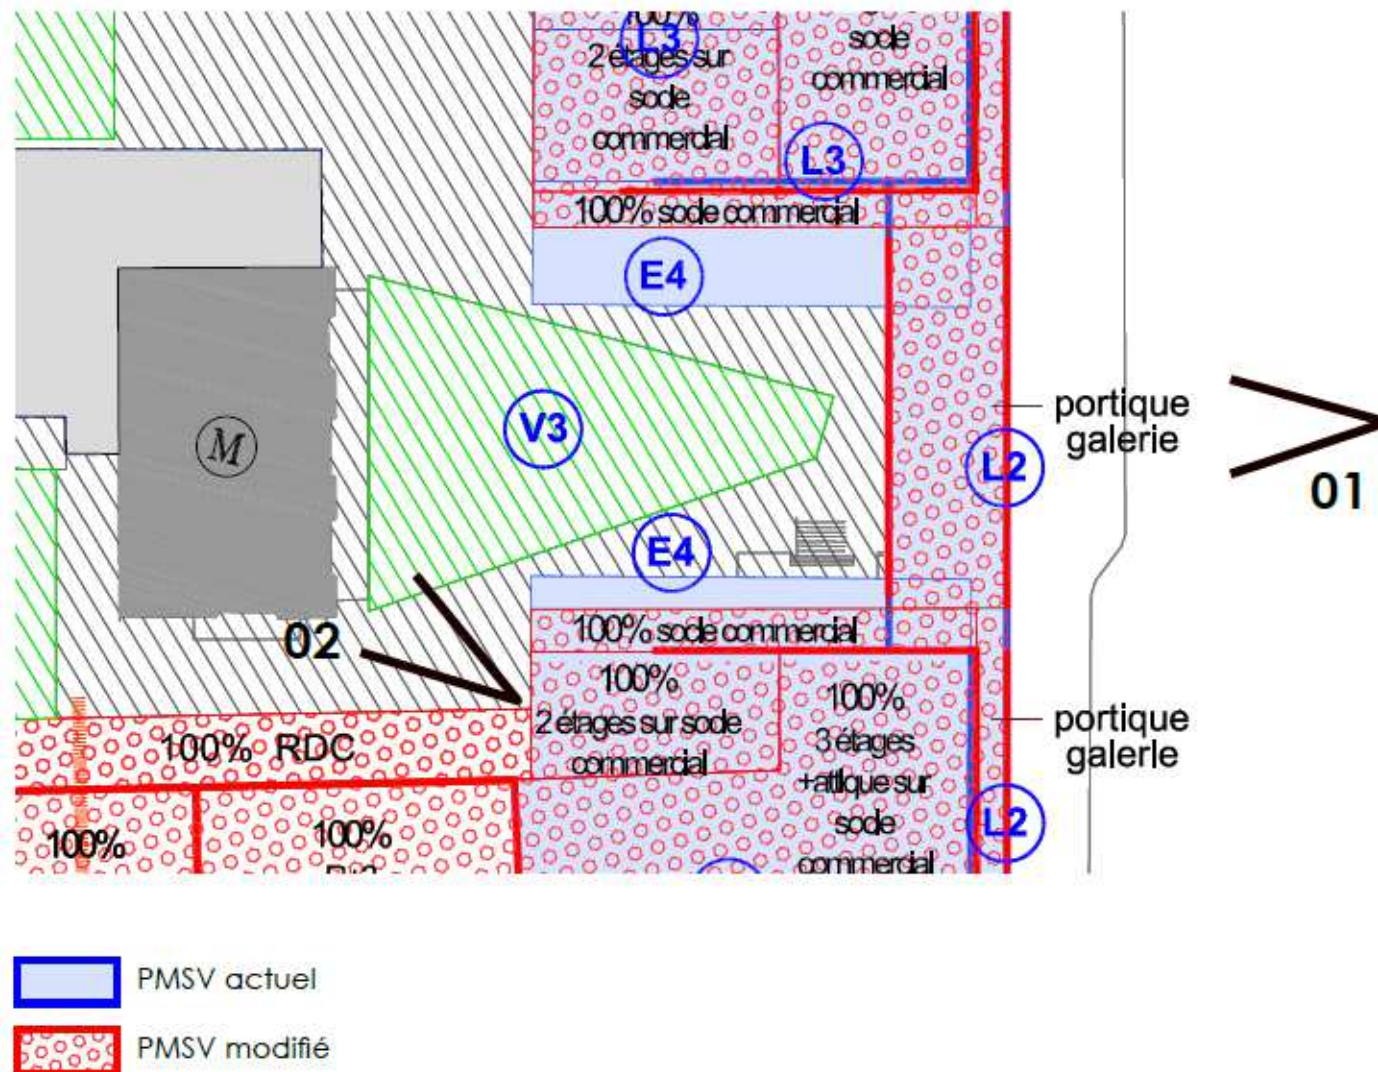 100%
L3
2 étages sur
socle
commercial
socle
commercial
L3
100% socle commercial
E4
V3
M
portique
galerie
L2
01
E4
02
100% socle commercial
100%
2 étages sur socle
commercial
100%
3 étages
+attique sur
socle
commercial
portique
galerie
L2
100% RDC
100%
100%
PMSV actuel
PMSV modifié